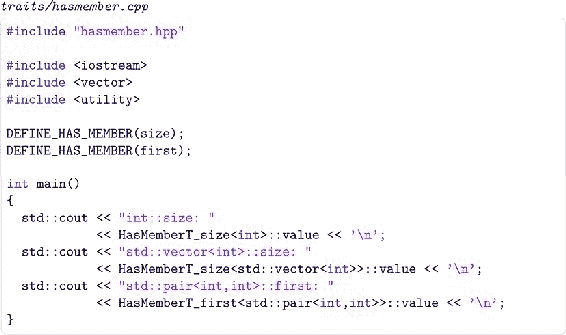 traits/hasmember.cpp
#include "hasmember.hpp"
#include <iostream>
#include <vector>
#include <utility>
DEFINE_HAS_MEMBER(size);
DEFINE_HAS_MEMBER(first);
int main()
{
  std::cout << "int::size: "
            << HasMemberT_size<int>::value << ’\n’;
  std::cout << "std::vector<int>::size: "
            << HasMemberT_size<std::vector<int>>::value << ’\n’;
  std::cout << "std::pair<int,int>::first: "
            << HasMemberT_first<std::pair<int,int>>::value << ’\n’;
}